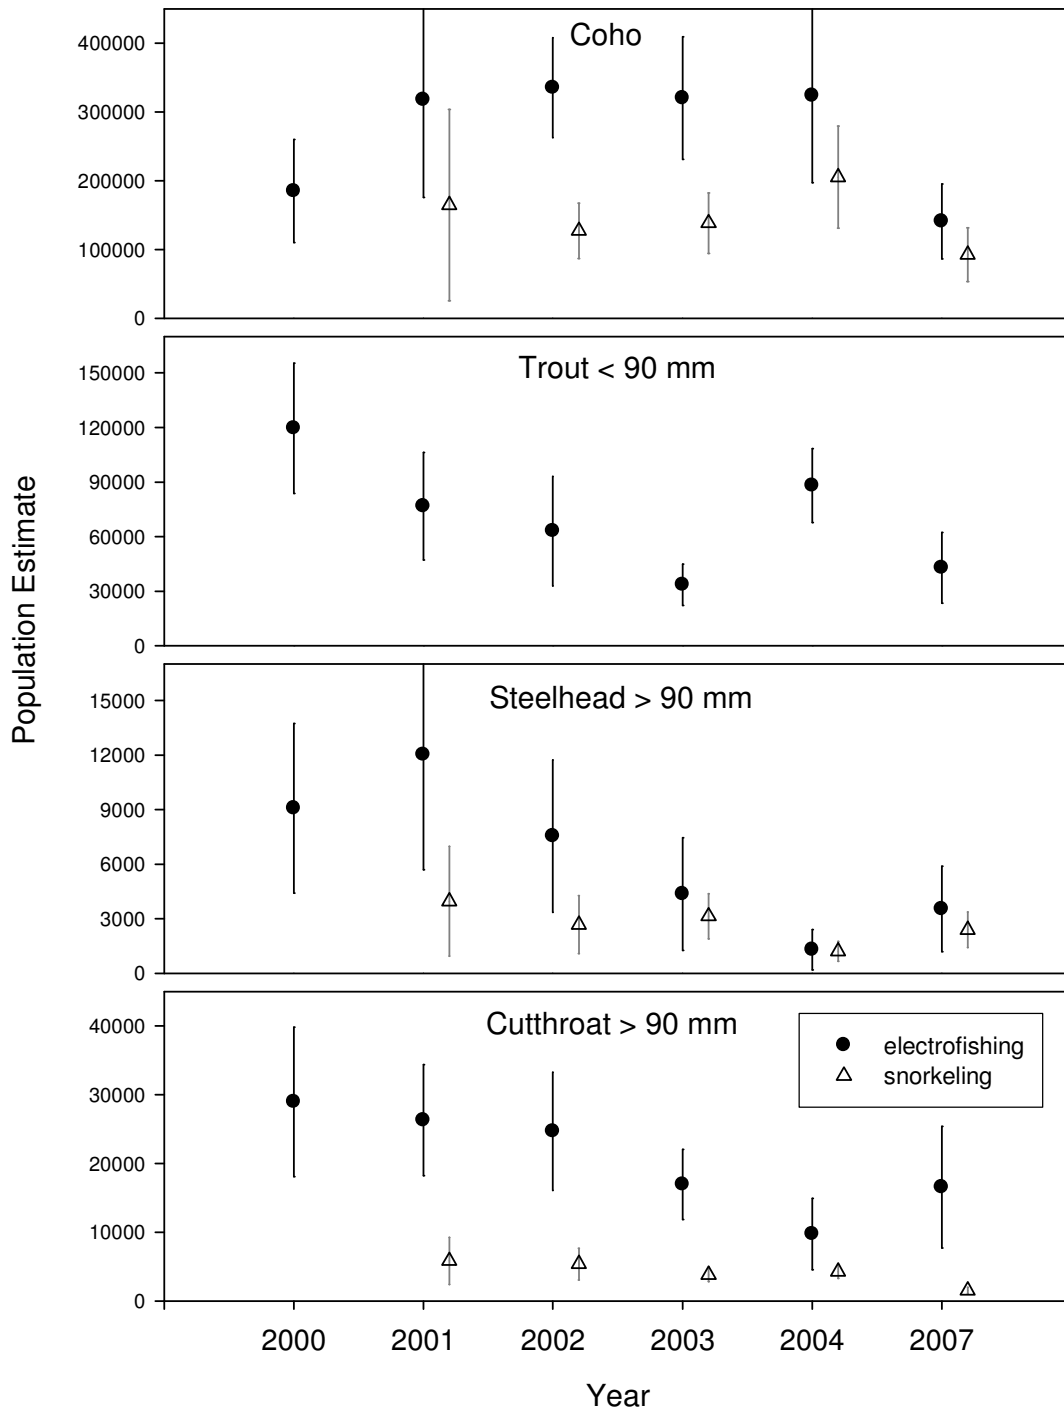 Population Estimate
Coho
400000
300000
200000
100000
0
Trout < 90 mm
150000
120000
90000
60000
30000
0
Steelhead > 90 mm
15000
12000
9000
6000
3000
0
Cutthroat > 90 mm
40000
30000
20000
10000
0
electrofishing
snorkeling
2000 2001 2002 2003 2004 2007
Year